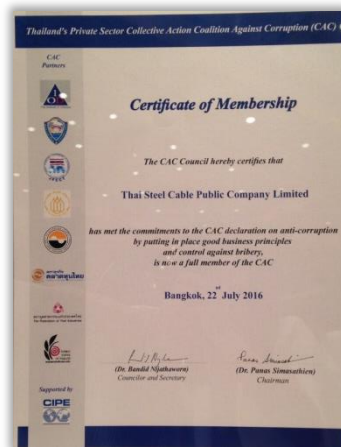 Thailand's Private Sector Collective Action Coalition Against Corruption (CAC)
CAC
Partners
Certificate of Membership
The CAC Council hereby certifies that
Thai Steel Cable Public Company Limited
has met the commitments to the CAC declaration on anti-corruption
by putting in place good business principles
and control against bribery,
is now a full member of the CAC
Bangkok, 22st July 2016
(Dr. Bandid Nijathaworn)
Councilor and Secretary
(Dr. Panas Simasathien)
Chairman
Supported by
CIPE